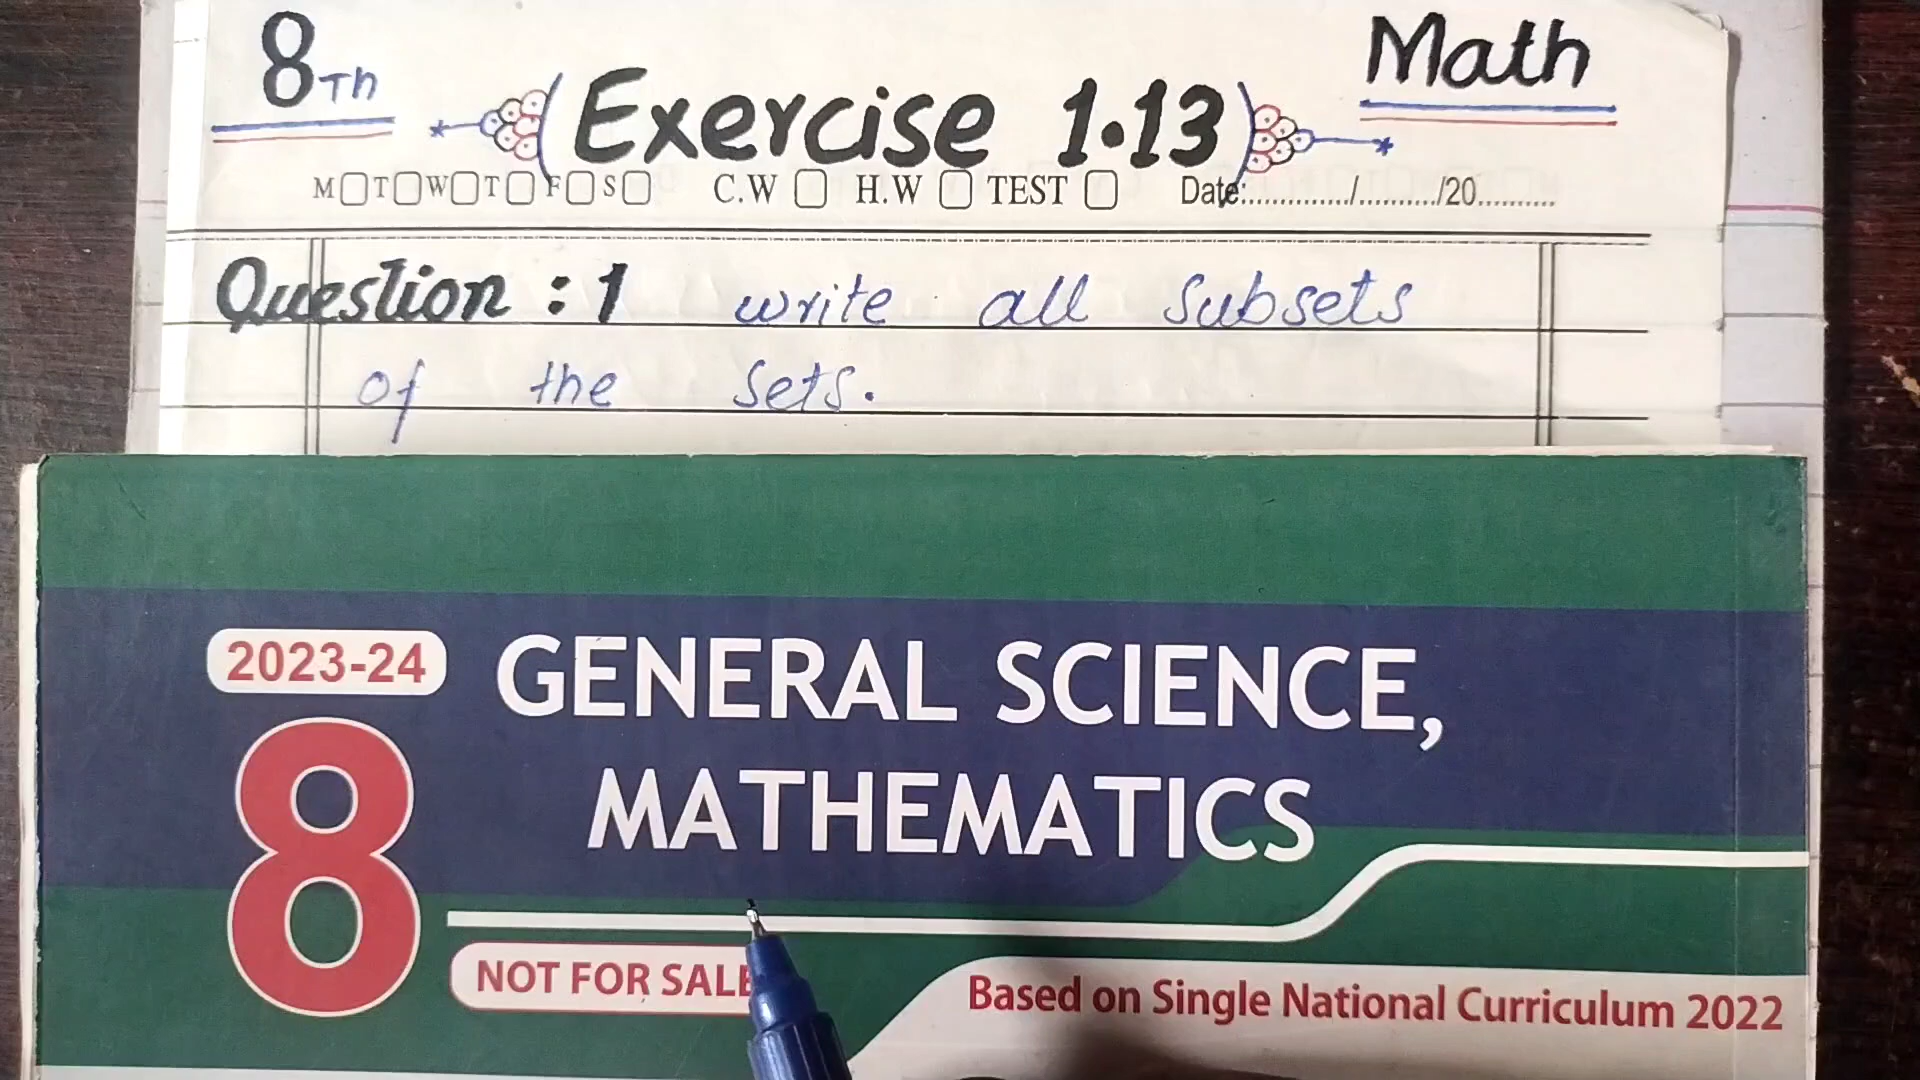 8Th
Math
Exercise 1.13
M T W T F S C.W H.W TEST Date:............../.........../20..........
Question : 1 write all subsets
of the sets.
2023-24
GENERAL SCIENCE,
MATHEMATICS
8
NOT FOR SALE
Based on Single National Curriculum 2022